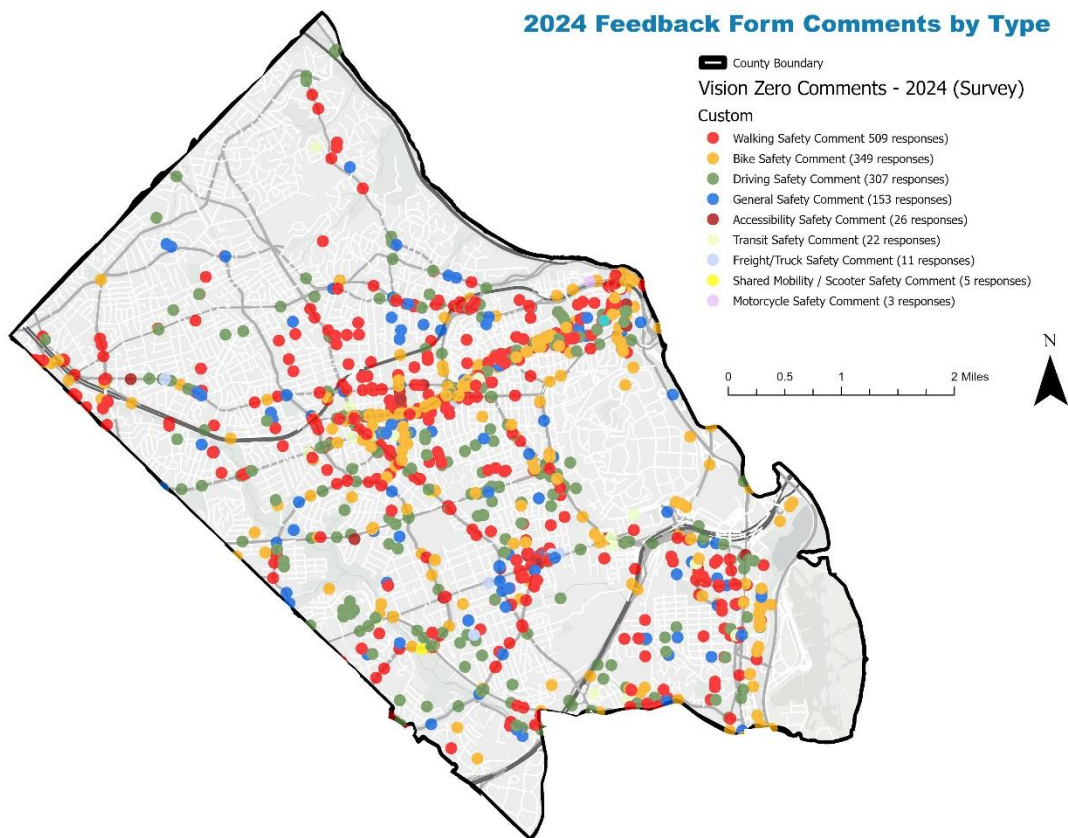 2024 Feedback Form Comments by Type
County Boundary
Vision Zero Comments - 2024 (Survey)
Custom
Walking Safety Comment 509 responses)
Bike Safety Comment (349 responses)
Driving Safety Comment (307 responses)
General Safety Comment (153 responses)
Accessibility Safety Comment (26 responses)
Transit Safety Comment (22 responses)
Freight/Truck Safety Comment (11 responses)
Shared Mobility / Scooter Safety Comment (5 responses)
Motorcycle Safety Comment (3 responses)
N
0 0.5 1 2 Miles